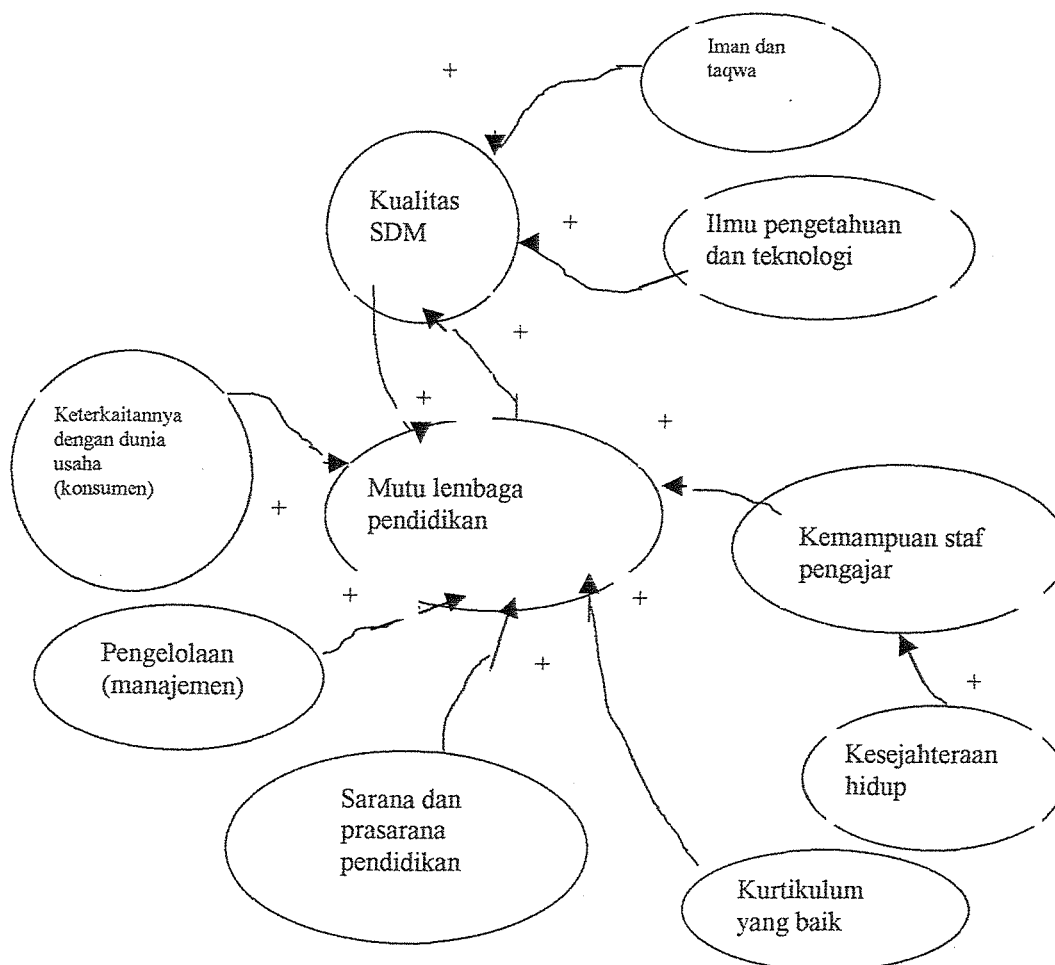 Iman dan
taqwa
+
Kualitas
SDM
+
Ilmu pengetahuan
dan teknologi
+
Keterkaitannya
dengan dunia
usaha
(konsumen)
+
+
Mutu lembaga
pendidikan
+
Kemampuan staf
pengajar
+
+
Pengelolaan
(manajemen)
+
+
Kesejahteraan
hidup
Sarana dan
prasarana
pendidikan
Kurtikulum
yang baik